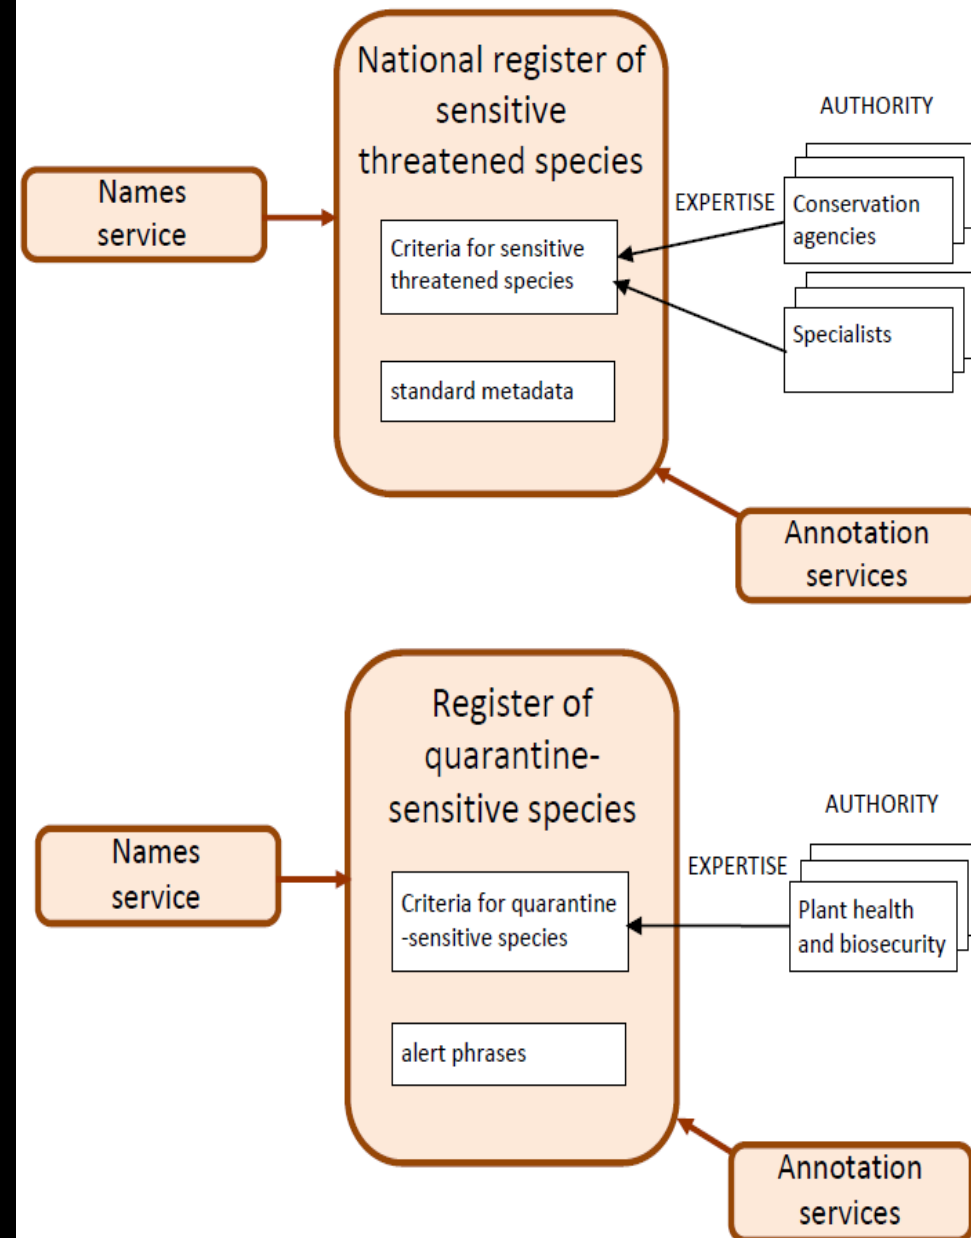 National register of
sensitive
threatened species
AUTHORITY
Names
service
EXPERTISE
Conservation
agencies
Criteria for sensitive
threatened species
Specialists
standard metadata
Annotation
services
Register of
quarantine-
sensitive species
AUTHORITY
Names
service
EXPERTISE
Criteria for quarantine
-sensitive species
Plant health
and biosecurity
alert phrases
Annotation
services